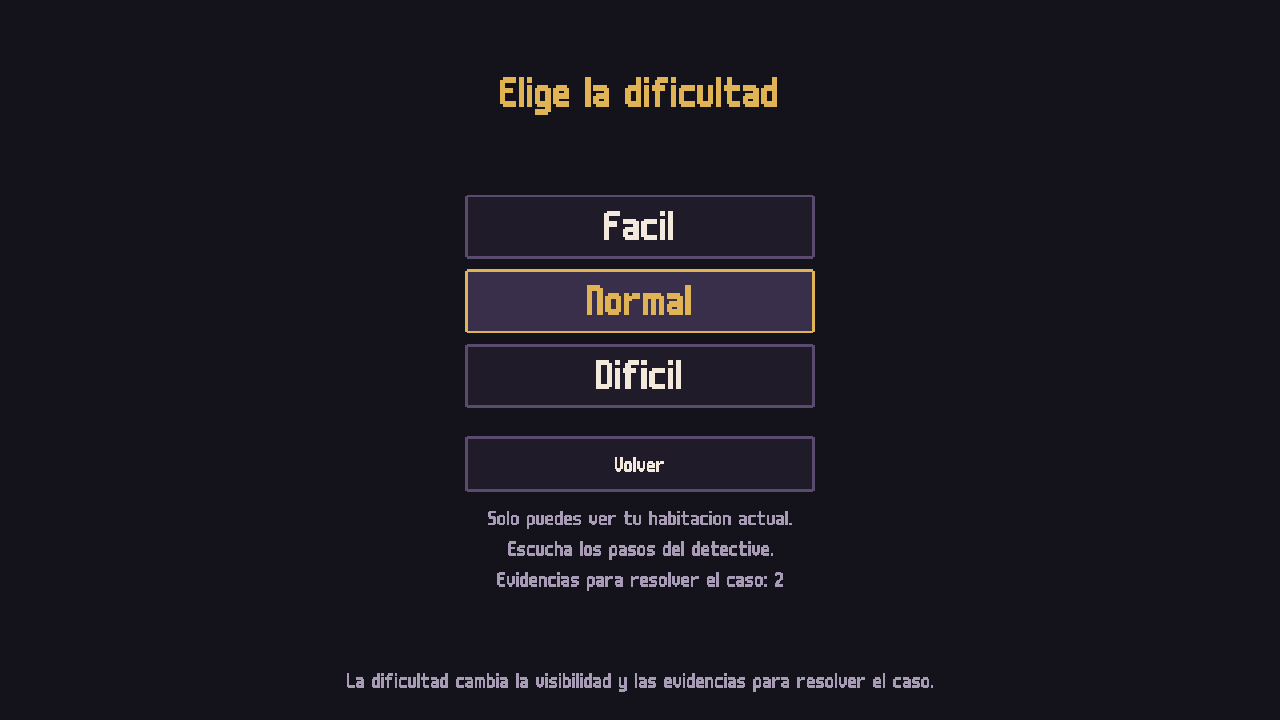 Elige la dificultad
Facil
Normal
Dificil
Volver
Solo puedes ver tu habitacion actual.
Escucha los pasos del detective.
Evidencias para resolver el caso: 2
La dificultad cambia la visibilidad y las evidencias para resolver el caso.